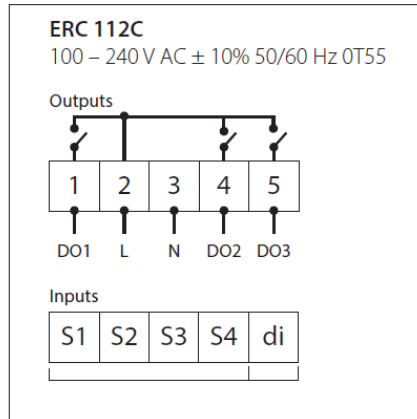 ERC 112C
100 – 240 V AC ± 10% 50/60 Hz 0T55
Outputs
1 2 3 4 5
DO1 L N DO2 DO3
Inputs
S1 S2 S3 S4 di